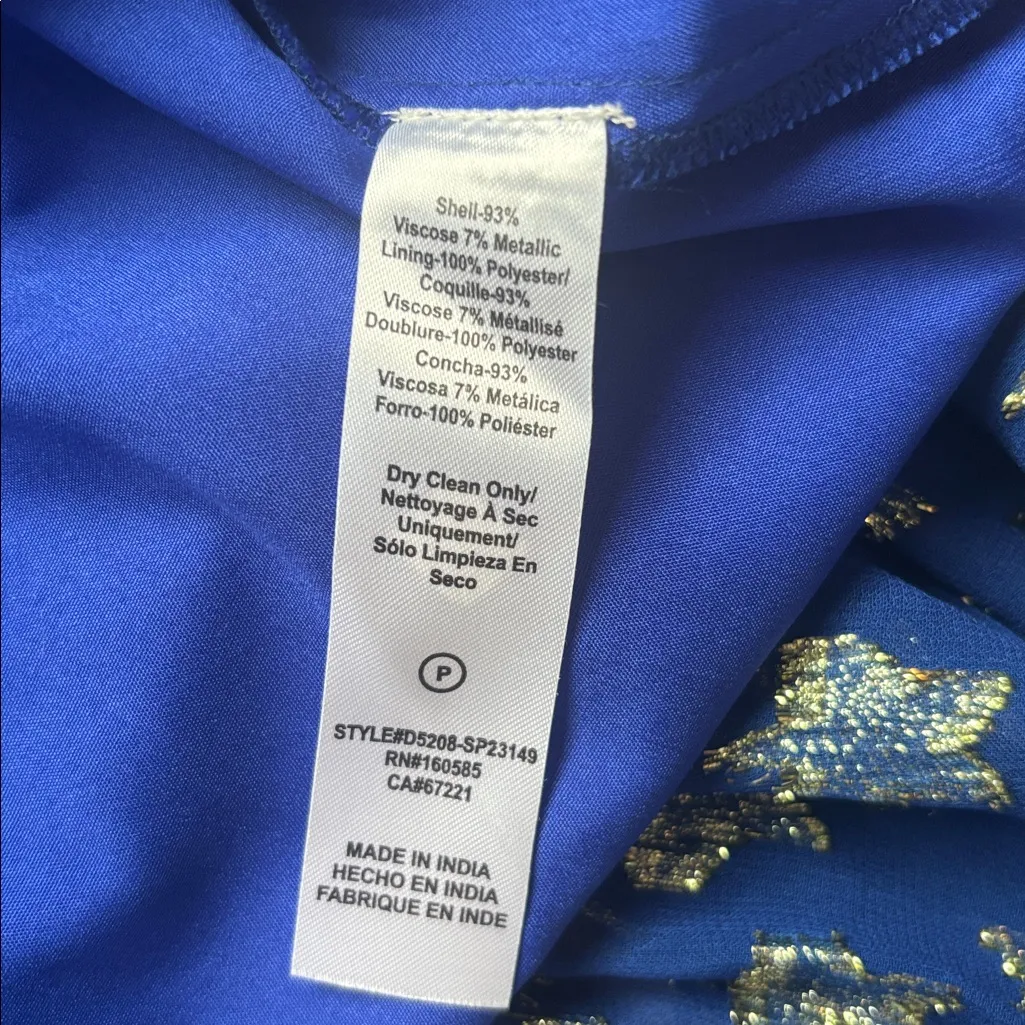 Shell-93%
Viscose 7% Metallic
Lining-100% Polyester/
Coquille-93%
Viscose 7% Métallisé
Doublure-100% Polyester
Concha-93%
Viscosa 7% Metálica
Forro-100% Poliéster
Dry Clean Only/
Nettoyage À Sec
Uniquement/
Sólo Limpieza En
Seco
P
STYLE#D5208-SP23149
RN#160585
CA#67221
MADE IN INDIA
HECHO EN INDIA
FABRIQUE EN INDE